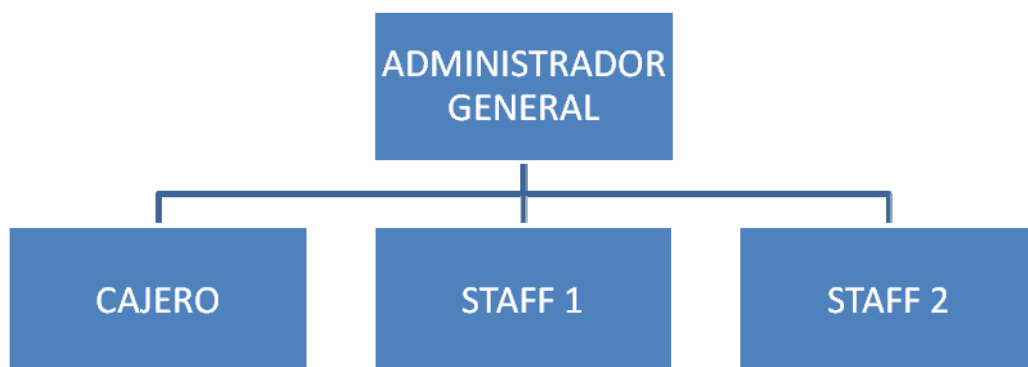 ADMINISTRADOR
GENERAL
CAJERO
STAFF 1
STAFF 2